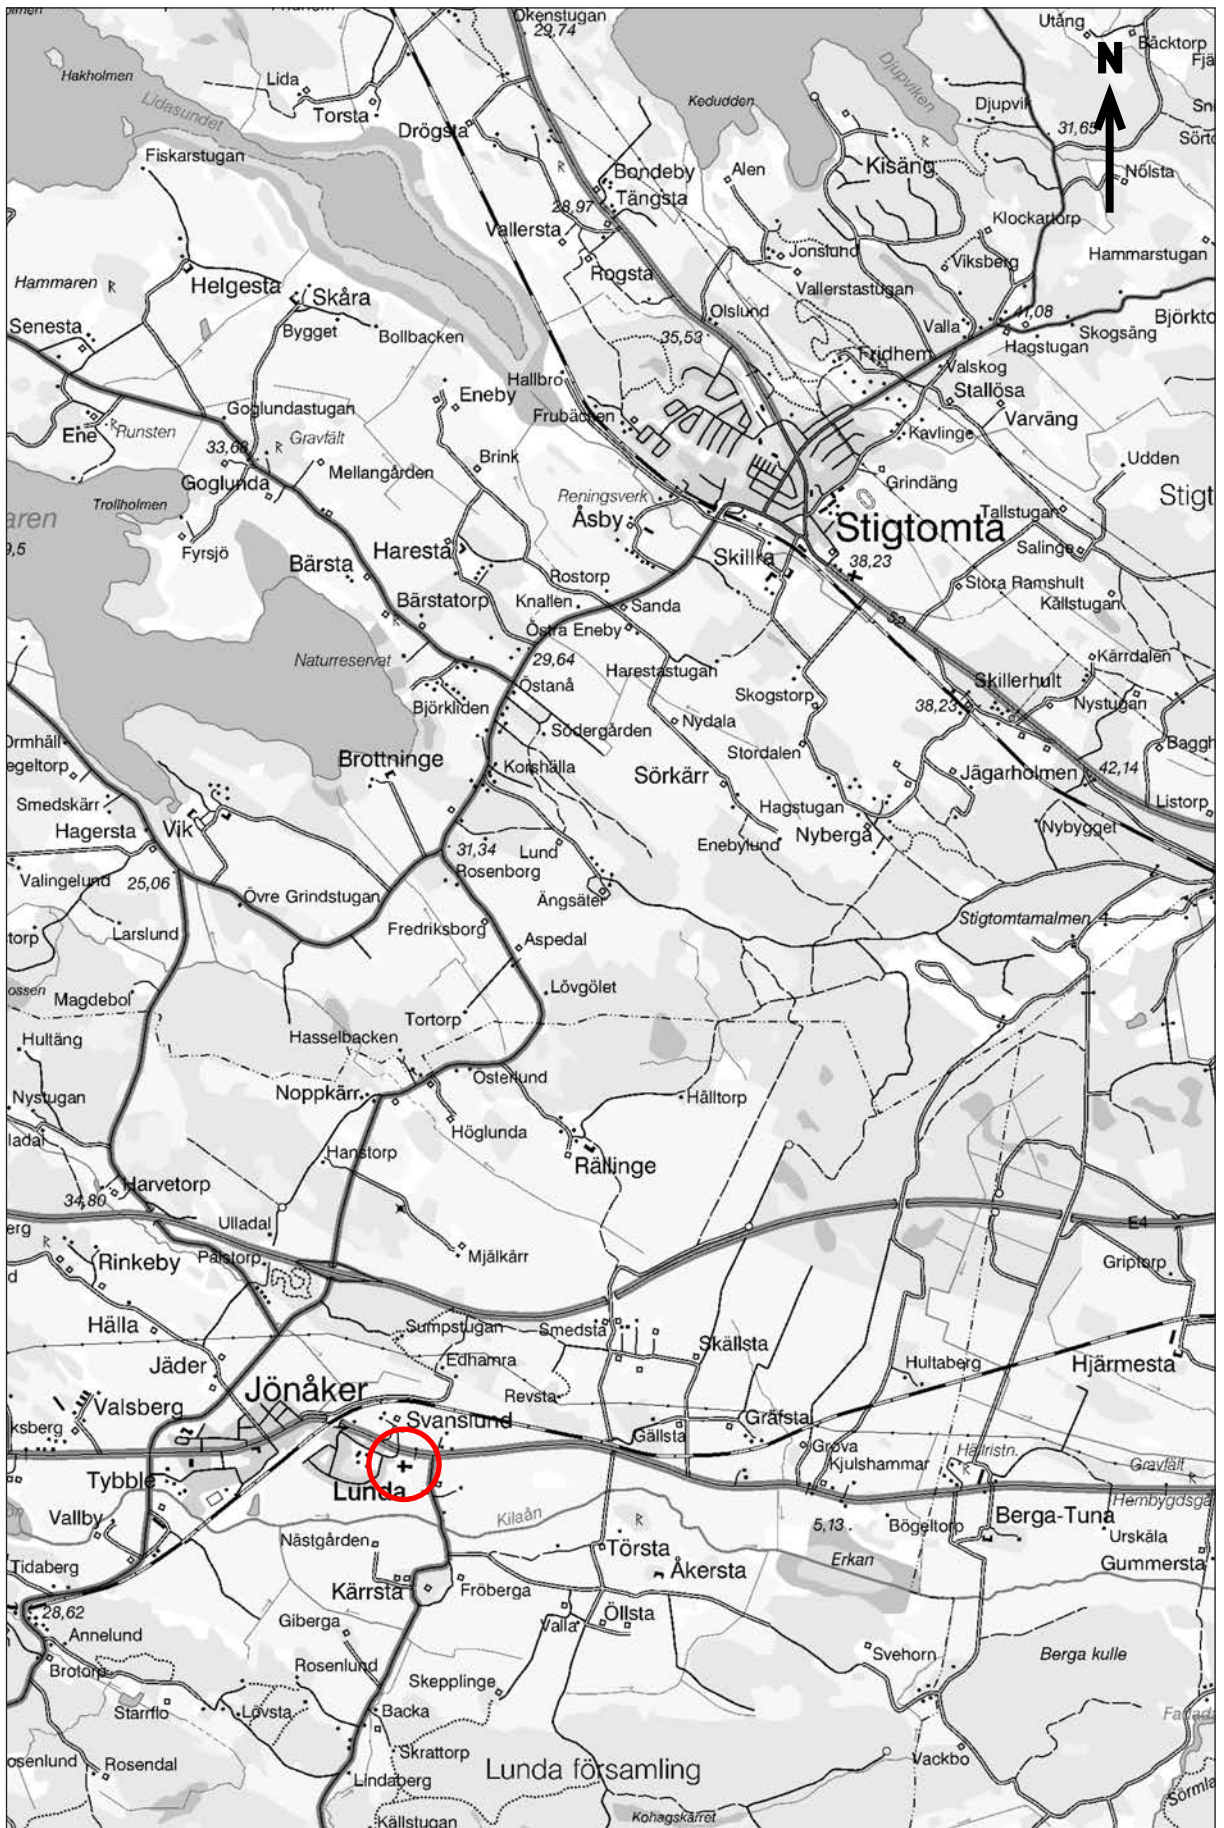 Okenstugan
29,74
Utång
Bäcktorp
Hakholmen
Lida
Lidasundet
Torsta
Drögsta
Kedudden
Djupviken
Djupvik
N
31,65
Fiskarstugan
Bondeby
Tängsta
Alen
Kisäng
Nölsta
28,97
Vallersta
Klockartorp
Rogsta
Jonslund
Viksberg
Hammarstugan
Hammaren
R
Helgesta
Skåra
Vallerstastugan
Senesta
Bygget
Bollbacken
Olslund
35,53
Valla
41,08
Skogsäng
Hagstugan
Fridhem
Valskog
Hallbro
Eneby
Stallösa
Frubächen
Varväng
Goglundastugan
Ene
Runsten
Gravfält
33,68
Kavlinge
Brink
Mellangården
Udden
Goglunda
Grindäng
Reningsverk
Trollholmen
Åsby
Stigtomta
Tallstugan
Fyrsjö
Haresta
Salinge
Bärsta
Skillra
38,23
Rostorp
Stora Ramshult
Källstugan
Bärstatorp
Knallen
Sanda
52
Östra Eneby
Naturreservat
29,64
Harestastugan
Kärrdalen
Östanå
Skogstorp
Skillerhult
Björkliden
Nystugan
Södergården
Nydala
38,23
Brottninge
Stordalen
Korshälla
Sörkärr
Jägarholmen
42,14
Smedskärr
Hagstugan
Listorp
Hagersta
Vik
Nyberga
Nybygget
31,34
Lund
Enebylund
Valingelund
25,06
Rosenborg
Övre Grindstugan
Ängsäter
Larslund
Fredriksborg
Stigtomtamalmen
Aspedal
Magdebol
Lövgölet
Tortorp
Hultäng
Hasselbacken
Osterlund
Nystugan
Noppkärr
Hälltorp
Höglunda
Hanstorp
Rällinge
Harvetorp
34,80
Ulladal
E4
Rinkeby
Pålstorp
Mjälkärr
Griptorp
Hälla
Sumpstugan
Smedsta
Skällsta
Jäder
Edhamra
Hultaberg
Hjärmesta
Jönåker
Revsta
Valsberg
Svanslund
Gräfsta
Gällsta
Gröva
Hällristn.
Kjulshammar
Gravfält
Tybble
Lunda
Vallby
Kilaån
Berga-Tuna
5,13
Bögeltorp
Urskäla
Nästgården
Törsta
Erkan
Gummersta
Tidaberg
Åkersta
Kärrsta
Fröberga
28,62
Giberga
Öllsta
Valla
Annelund
Svehorn
Berga kulle
Brotorp
Rosenlund
Skepplinge
Starrflo
Lövsta
Backa
Skrattorp
Vackbo
Rosendal
Lindaberg
Lunda församling
Källstugan
Kohagskärret